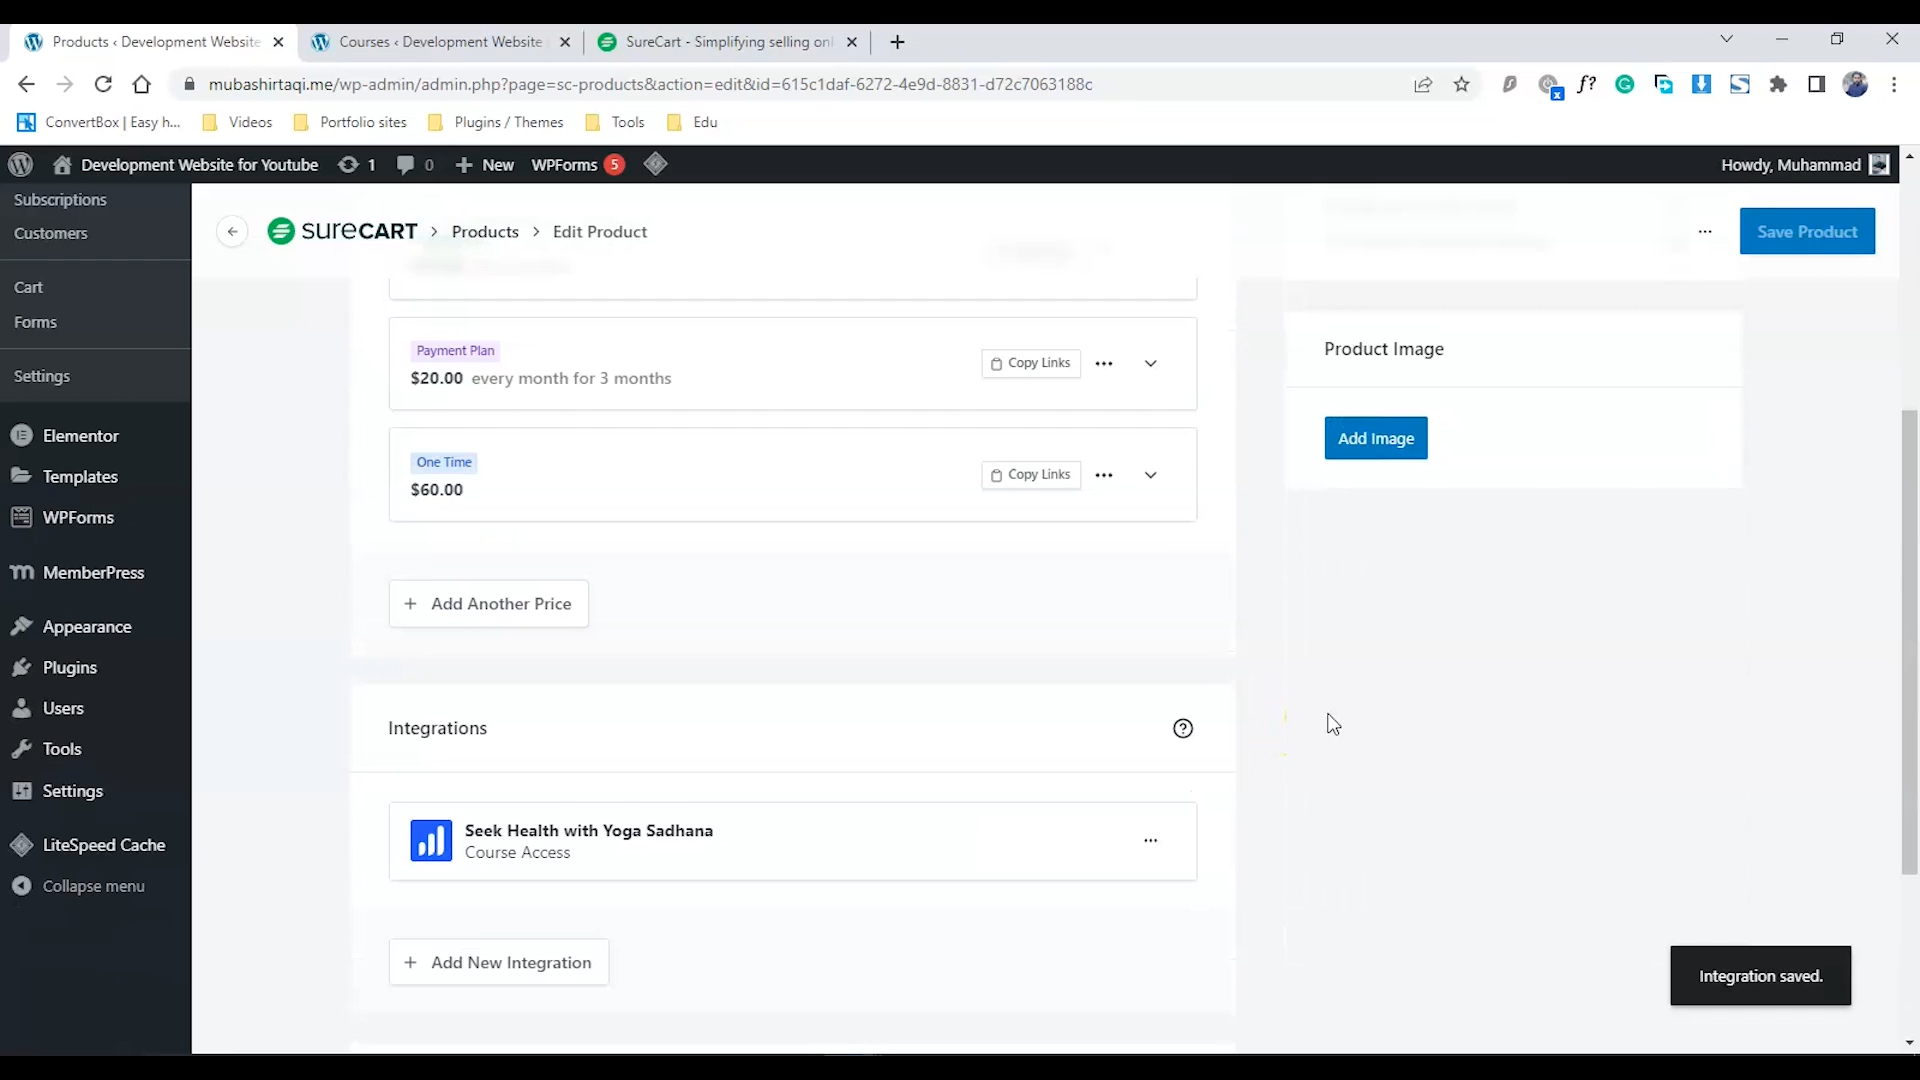 Products ‹ Development Website
Courses ‹ Development Website
SureCart - Simplifying selling onl
mubashirtaqi.me/wp-admin/admin.php?page=sc-products&action=edit&id=615c1daf-6272-4e9d-8831-d72c7063188c
f?
ConvertBox | Easy h...
Videos
Portfolio sites
Plugins / Themes
Tools
Edu
Development Website for Youtube
1
0
New
WPForms 5
Howdy, Muhammad
Subscriptions
Customers
Cart
Forms
Settings
Elementor
Templates
WPForms
MemberPress
Appearance
Plugins
Users
Tools
Settings
LiteSpeed Cache
Collapse menu
SURECART
Products
Edit Product
Save Product
Payment Plan
$20.00 every month for 3 months
Copy Links
One Time
$60.00
Copy Links
+ Add Another Price
Integrations
Seek Health with Yoga Sadhana
Course Access
+ Add New Integration
Product Image
Add Image
Integration saved.